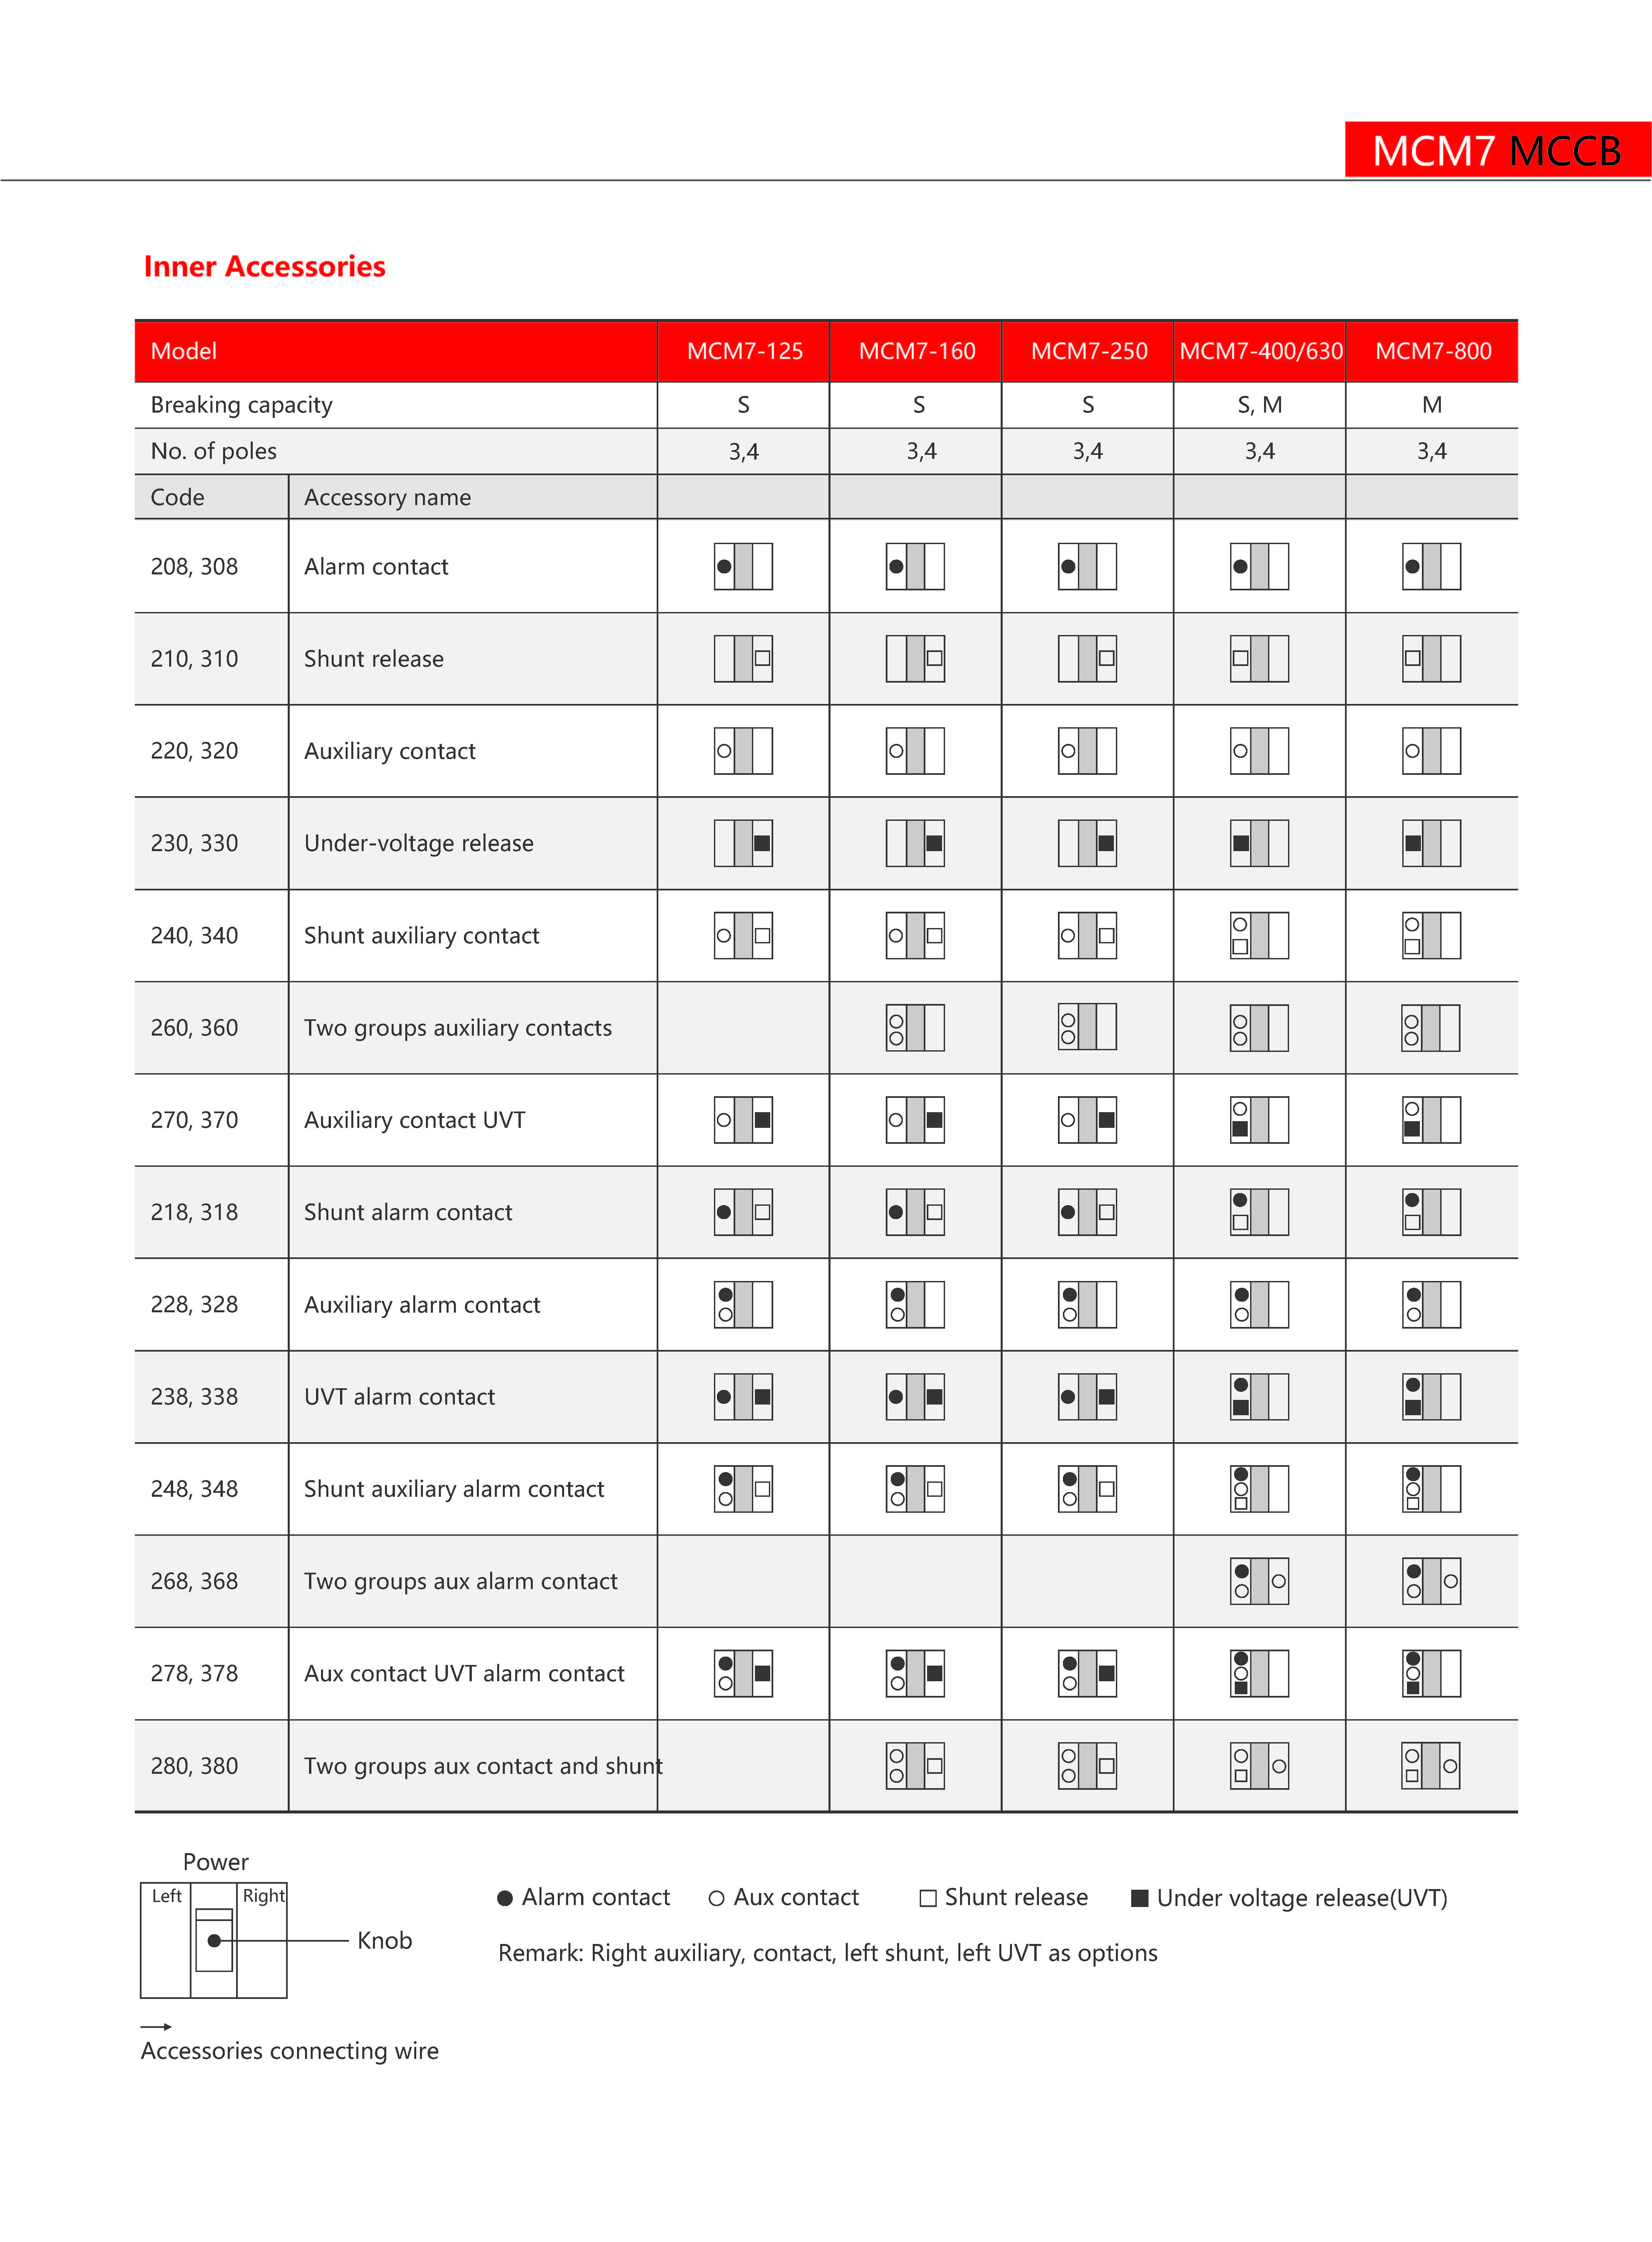 MCM7 MCCB
Inner Accessories
Model MCM7-125 MCM7-160 MCM7-250 MCM7-400/630 MCM7-800
Breaking capacity S S S S, M M
No. of poles 3,4 3,4 3,4 3,4 3,4
Code Accessory name
208, 308 Alarm contact
210, 310 Shunt release
220, 320 Auxiliary contact
230, 330 Under-voltage release
240, 340 Shunt auxiliary contact
260, 360 Two groups auxiliary contacts
270, 370 Auxiliary contact UVT
218, 318 Shunt alarm contact
228, 328 Auxiliary alarm contact
238, 338 UVT alarm contact
248, 348 Shunt auxiliary alarm contact
268, 368 Two groups aux alarm contact
278, 378 Aux contact UVT alarm contact
280, 380 Two groups aux contact and shunt
Power
Left Right
Knob
Accessories connecting wire
Alarm contact Aux contact Shunt release Under voltage release(UVT)
Remark: Right auxiliary, contact, left shunt, left UVT as options